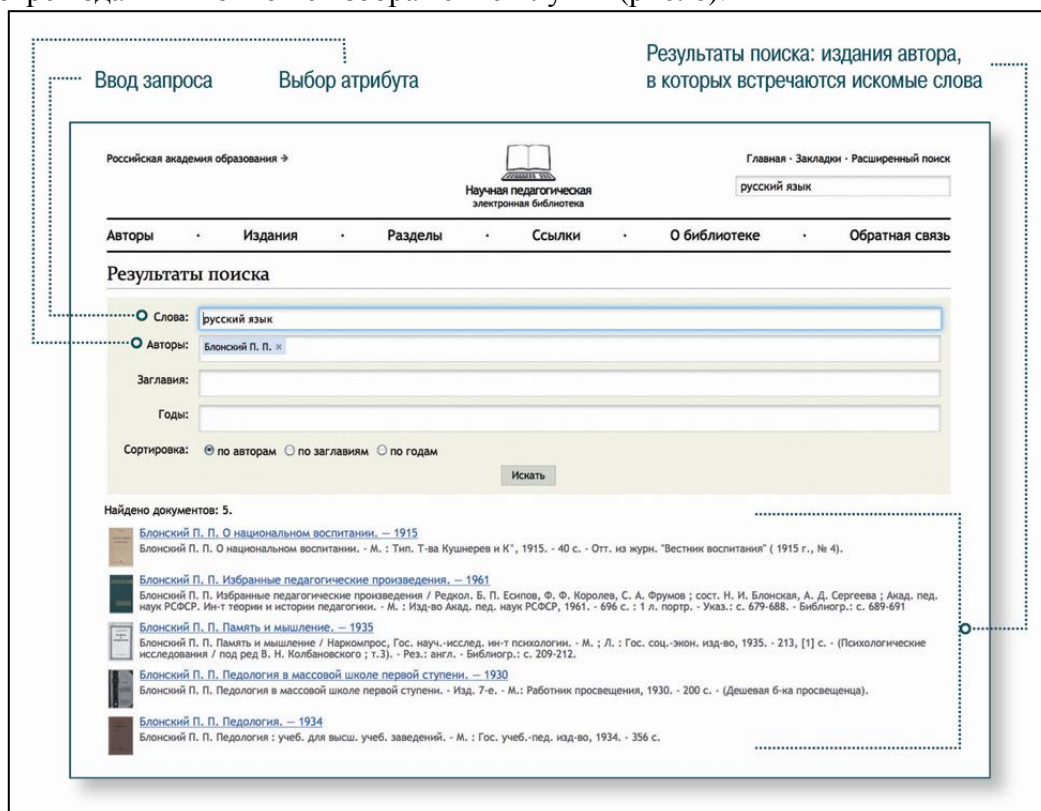 Ввод запроса
Выбор атрибута
Результаты поиска: издания автора,
в которых встречаются искомые слова
Российская академия образования →
Научная педагогическая
электронная библиотека
Главная · Закладки · Расширенный поиск
русский язык
Авторы · Издания · Разделы · Ссылки · О библиотеке · Обратная связь
Результаты поиска
Слова: русский язык
Авторы: Блонский П. П. ×
Заглавия:
Годы:
Сортировка: по авторам по заглавиям по годам
Искать
Найдено документов: 5.
Блонский П. П. О национальном воспитании. — 1915
Блонский П. П. О национальном воспитании. - М. : Тип. Т-ва Кушнерев и К°, 1915. - 40 с. - Отт. из журн. "Вестник воспитания" ( 1915 г., № 4).
Блонский П. П. Избранные педагогические произведения. — 1961
Блонский П. П. Избранные педагогические произведения / Редкол. Б. П. Есипов, Ф. Ф. Королев, С. А. Фрумов ; сост. Н. И. Блонская, А. Д. Сергеева ; Акад. пед.
наук РСФСР. Ин-т теории и истории педагогики. - М. : Изд-во Акад. пед. наук РСФСР, 1961. - 696 с. : 1 л. портр. - Указ.: с. 679-688. - Библиогр.: с. 689-691
Блонский П. П. Память и мышление. — 1935
Блонский П. П. Память и мышление / Наркомпрос, Гос. науч.-исслед. ин-т психологии. - М. ; Л. : Гос. соц.-экон. изд-во, 1935. - 213, [1] с. - (Психологические
исследования / под ред В. Н. Колбановского ; т.3). - Рез.: англ. - Библиогр.: с. 209-212.
Блонский П. П. Педология в массовой школе первой ступени. — 1930
Блонский П. П. Педология в массовой школе первой ступени. - Изд. 7-е. - М.: Работник просвещения, 1930. - 200 с. - (Дешевая б-ка просвещенца).
Блонский П. П. Педология. — 1934
Блонский П. П. Педология : учеб. для высш. учеб. заведений. - М. : Гос. учеб.-пед. изд-во, 1934. - 356 с.